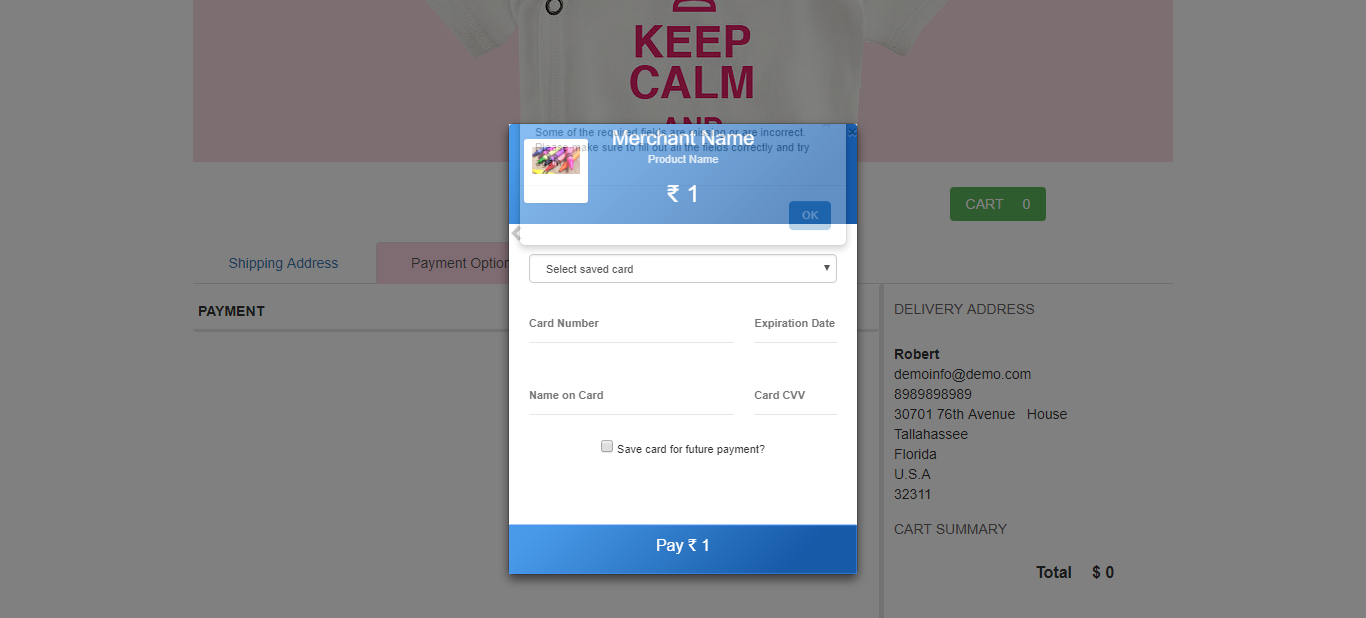 KEEP
CALM
AND
Some of the required fields are missing or are incorrect.
Please make sure to fill out all the fields correctly and try
again.
Merchant Name
Product Name
₹ 1
OK
CART 0
Shipping Address
Payment Option
Select saved card
PAYMENT
Card Number
Expiration Date
Name on Card
Card CVV
Save card for future payment?
Pay ₹ 1
DELIVERY ADDRESS
Robert
demoinfo@demo.com
8989898989
30701 76th Avenue House
Tallahassee
Florida
U.S.A
32311
CART SUMMARY
Total $ 0